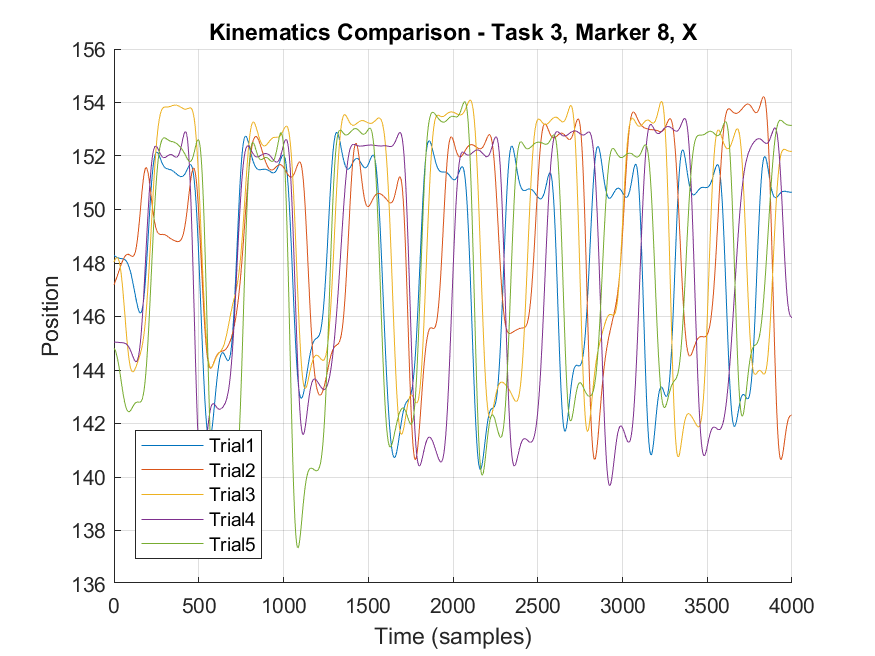 Kinematics Comparison - Task 3, Marker 8, X
156
154
152
150
148
146
144
142
140
138
136
Position
Trial1
Trial2
Trial3
Trial4
Trial5
0 500 1000 1500 2000 2500 3000 3500 4000
Time (samples)